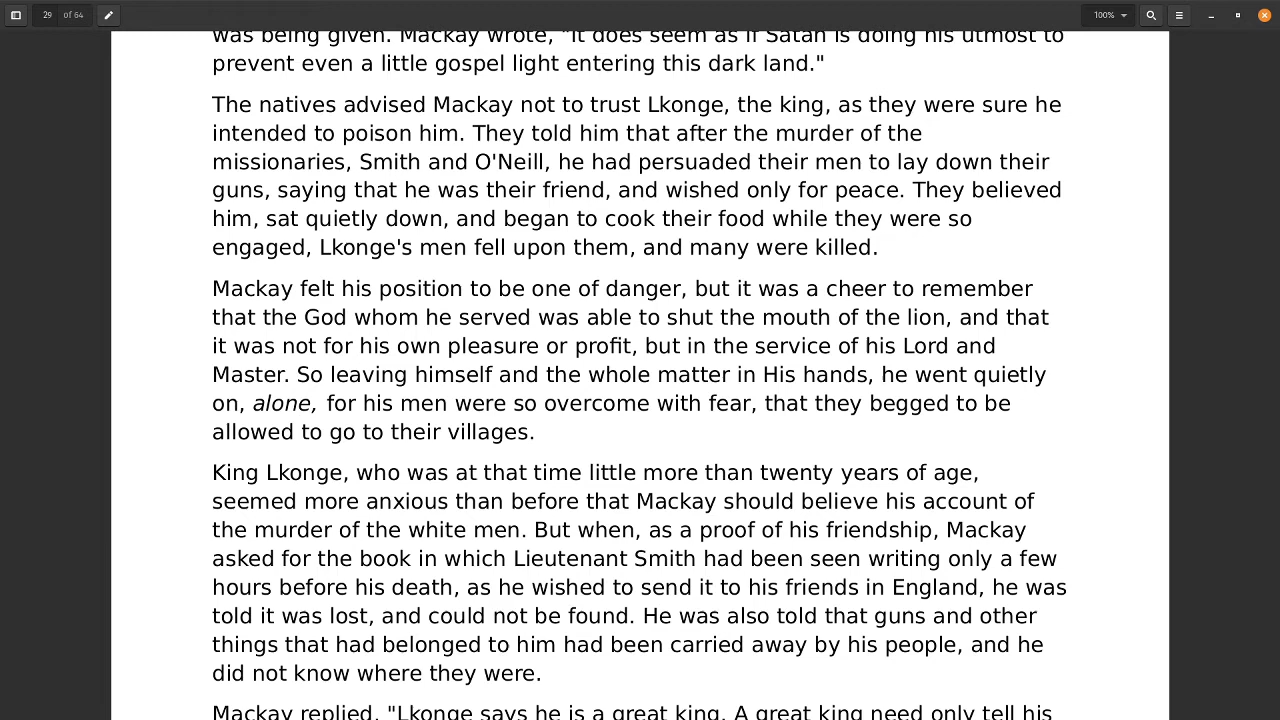 29 of 64
100%
was being given. Mackay wrote, "It does seem as if Satan is doing his utmost to
prevent even a little gospel light entering this dark land."
The natives advised Mackay not to trust Lkonge, the king, as they were sure he
intended to poison him. They told him that after the murder of the
missionaries, Smith and O'Neill, he had persuaded their men to lay down their
guns, saying that he was their friend, and wished only for peace. They believed
him, sat quietly down, and began to cook their food while they were so
engaged, Lkonge's men fell upon them, and many were killed.
Mackay felt his position to be one of danger, but it was a cheer to remember
that the God whom he served was able to shut the mouth of the lion, and that
it was not for his own pleasure or profit, but in the service of his Lord and
Master. So leaving himself and the whole matter in His hands, he went quietly
on, alone, for his men were so overcome with fear, that they begged to be
allowed to go to their villages.
King Lkonge, who was at that time little more than twenty years of age,
seemed more anxious than before that Mackay should believe his account of
the murder of the white men. But when, as a proof of his friendship, Mackay
asked for the book in which Lieutenant Smith had been seen writing only a few
hours before his death, as he wished to send it to his friends in England, he was
told it was lost, and could not be found. He was also told that guns and other
things that had belonged to him had been carried away by his people, and he
did not know where they were.
Mackay replied, "Lkonge says he is a great king. A great king need only tell his